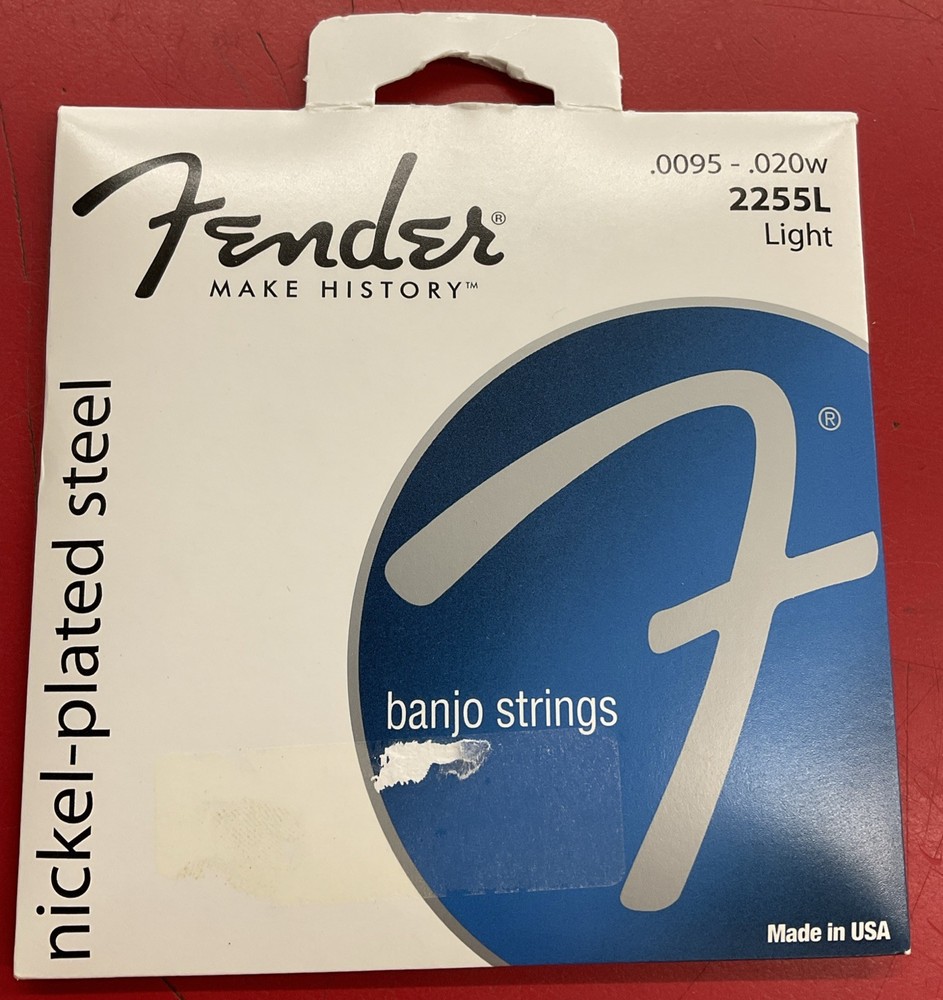 Fender®
MAKE HISTORY™
.0095 - .020w
2255L
Light
nickel-plated steel
F®
banjo strings
Made in USA